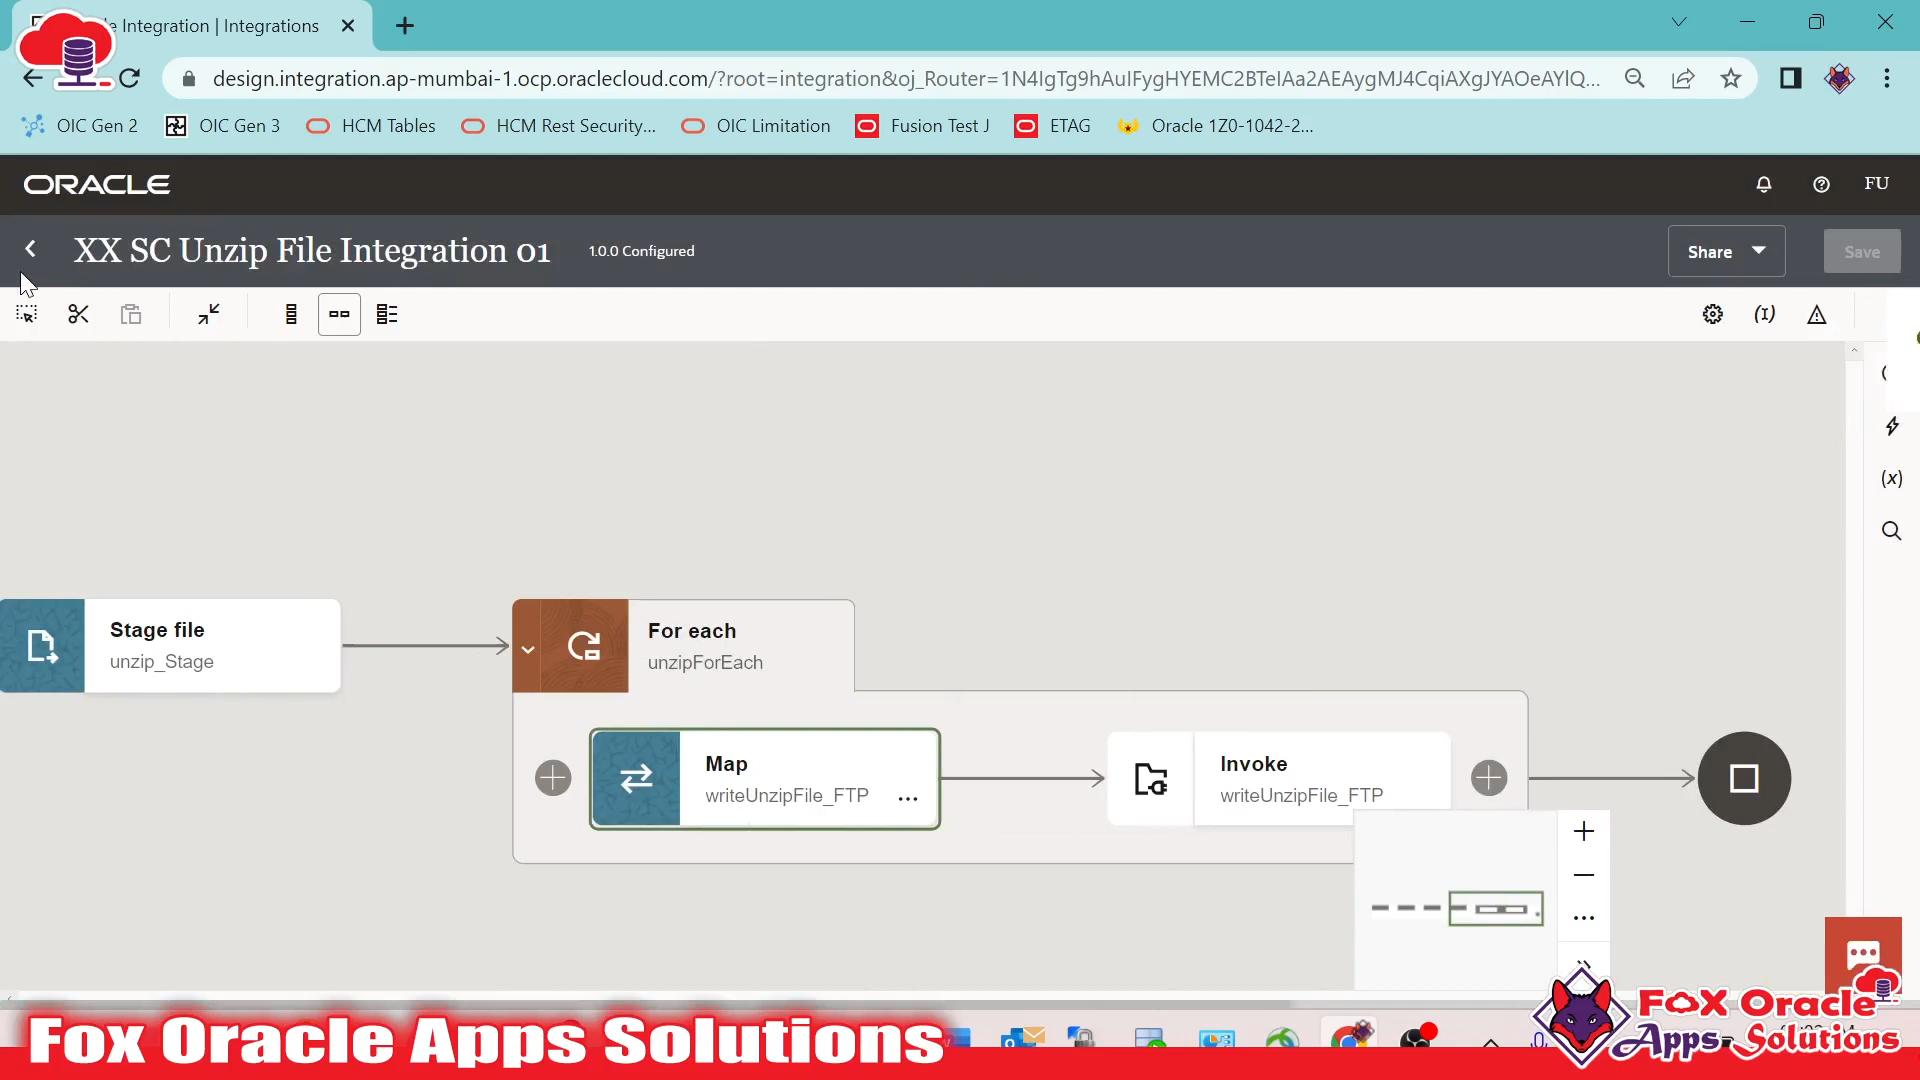 e Integration | Integrations
design.integration.ap-mumbai-1.ocp.oraclecloud.com/?root=integration&oj_Router=1N4IgTg9hAuIFygHYEMC2BTeIAa2AEAygMJ4CqiAXgJYAOeAYlQ...
OIC Gen 2
OIC Gen 3
HCM Tables
HCM Rest Security...
OIC Limitation
Fusion Test J
ETAG
Oracle 1Z0-1042-2...
ORACLE
FU
XX SC Unzip File Integration 01
1.0.0 Configured
Share
Save
(I)
(x)
Stage file
unzip_Stage
For each
unzipForEach
Map
writeUnzipFile_FTP
...
Invoke
writeUnzipFile_FTP
Fox Oracle Apps Solutions
Fox Oracle
Apps Solutions